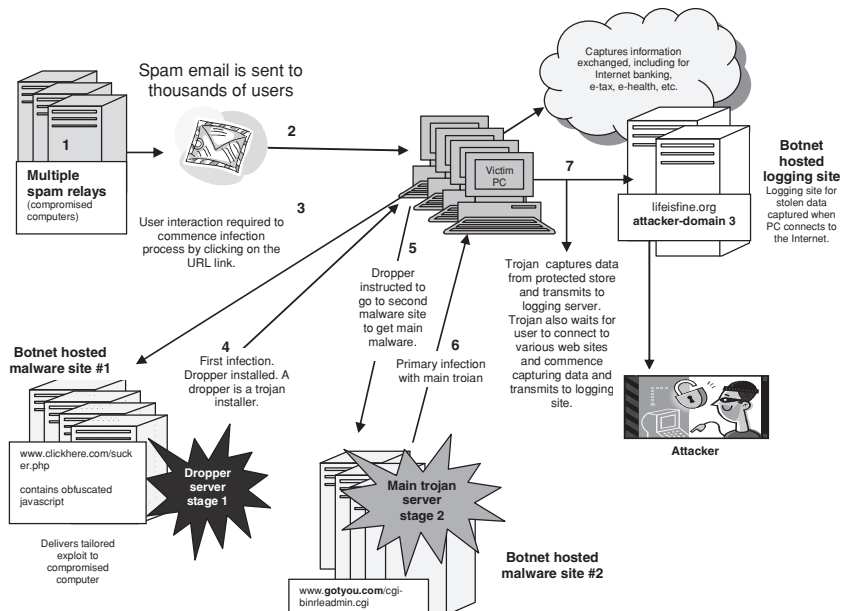 Captures information
exchanged, including for
Internet banking,
e-tax, e-health, etc.
Spam email is sent to
thousands of users
1
2
Multiple
spam relays
(compromised
computers)
Victim
PC
7
Botnet
hosted
logging site
Logging site for
stolen data
captured when
PC connects to
the Internet.
lifeisfine.org
attacker-domain 3
3
User interaction required to
commence infection
process by clicking on the
URL link.
5
Dropper
instructed to
go to second
malware site
to get main
malware.
Trojan captures data
from protected store
and transmits to
logging server.
Trojan also waits for
user to connect to
various web sites
and commence
capturing data and
transmits to logging
site.
4
First infection.
Dropper installed. A
dropper is a trojan
installer.
6
Primary infection
with main troian
Botnet hosted
malware site #1
www.clickhere.com/suck
er.php
contains obfuscated
javascript
Dropper
server
stage 1
Delivers tailored
exploit to
compromised
computer
Attacker
Main trojan
server
stage 2
Botnet hosted
malware site #2
www.gotyou.com/cgi-
binrleadmin.cgi